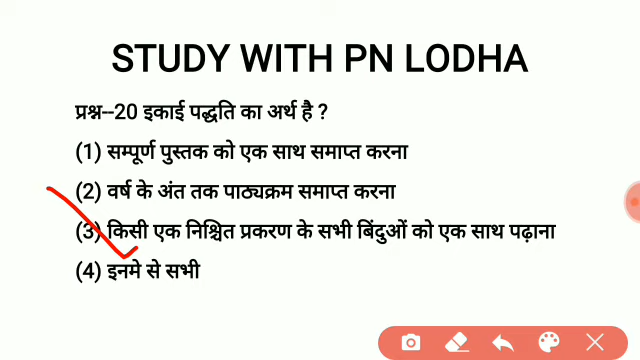 STUDY WITH PN LODHA
प्रश्न--20 इकाई पद्धति का अर्थ है ?
(1) सम्पूर्ण पुस्तक को एक साथ समाप्त करना
(2) वर्ष के अंत तक पाठ्यक्रम समाप्त करना
(3) किसी एक निश्चित प्रकरण के सभी बिंदुओं को एक साथ पढ़ाना
(4) इनमे से सभी